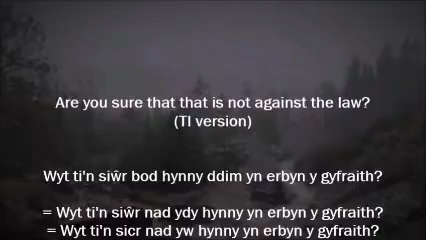 Are you sure that that is not against the law?
(TI version)
Wyt ti'n siŵr bod hynny ddim yn erbyn y gyfraith?
= Wyt ti'n siŵr nad ydy hynny yn erbyn y gyfraith?
= Wyt ti'n sicr nad yw hynny yn erbyn y gyfraith?